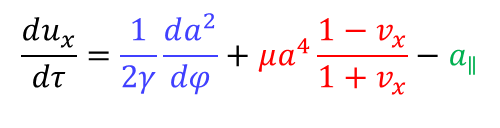 du_x/dτ = 1/2γ da²/dφ + μa⁴ 1 − v_x/1 + v_x − a_∥